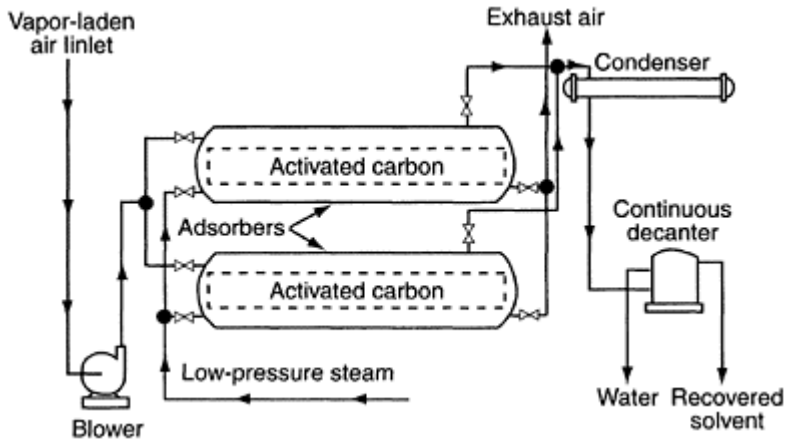 Vapor-laden
air linlet
Exhaust air
Condenser
Activated carbon
Adsorbers
Continuous
decanter
Activated carbon
Low-pressure steam
Blower
Water
Recovered
solvent